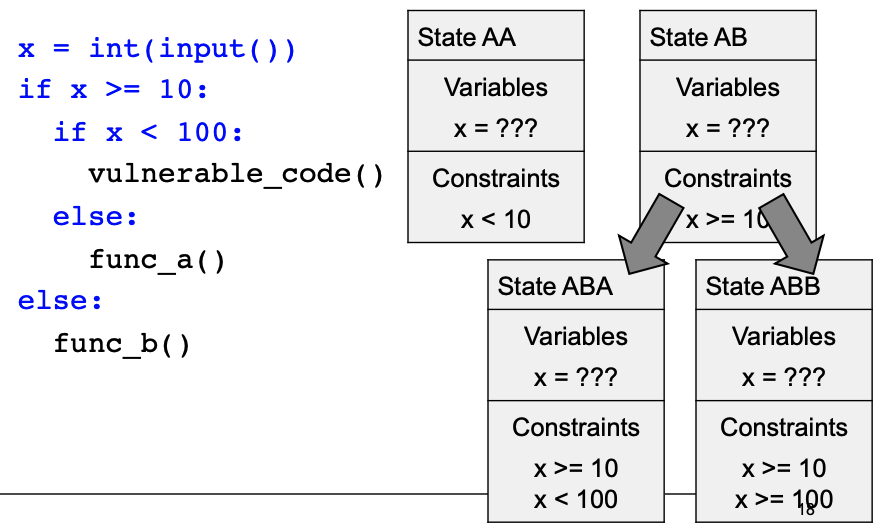 x = int(input())
if x >= 10:
  if x < 100:
    vulnerable_code()
  else:
    func_a()
else:
  func_b()
State AA
Variables
x = ???
Constraints
x < 10
State AB
Variables
x = ???
Constraints
x >= 10
State ABA
Variables
x = ???
Constraints
x >= 10
x < 100
State ABB
Variables
x = ???
Constraints
x >= 10
x >= 100
18